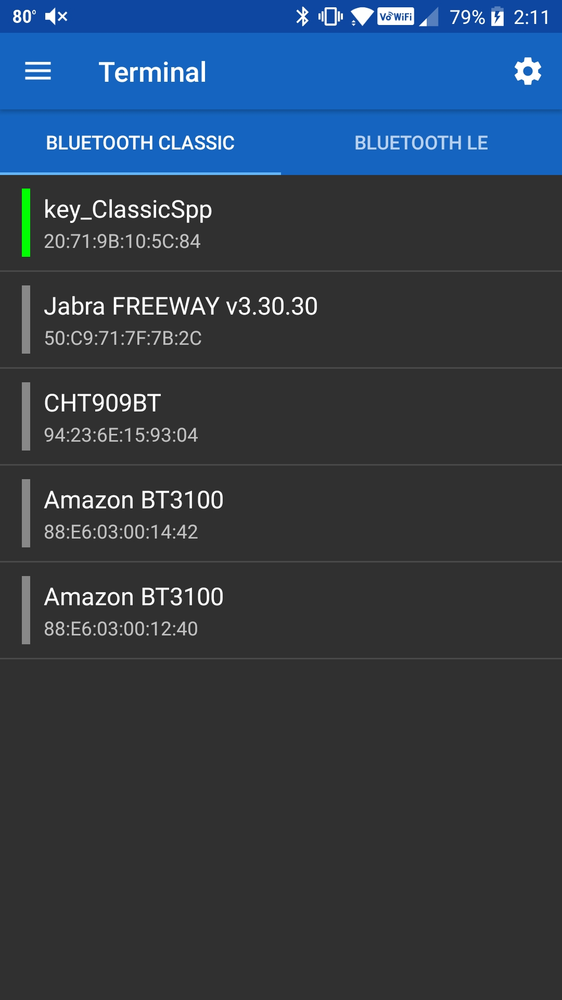 80°
VoWiFi 79% 2:11
Terminal
BLUETOOTH CLASSIC BLUETOOTH LE
key_ClassicSpp
20:71:9B:10:5C:84
Jabra FREEWAY v3.30.30
50:C9:71:7F:7B:2C
CHT909BT
94:23:6E:15:93:04
Amazon BT3100
88:E6:03:00:14:42
Amazon BT3100
88:E6:03:00:12:40